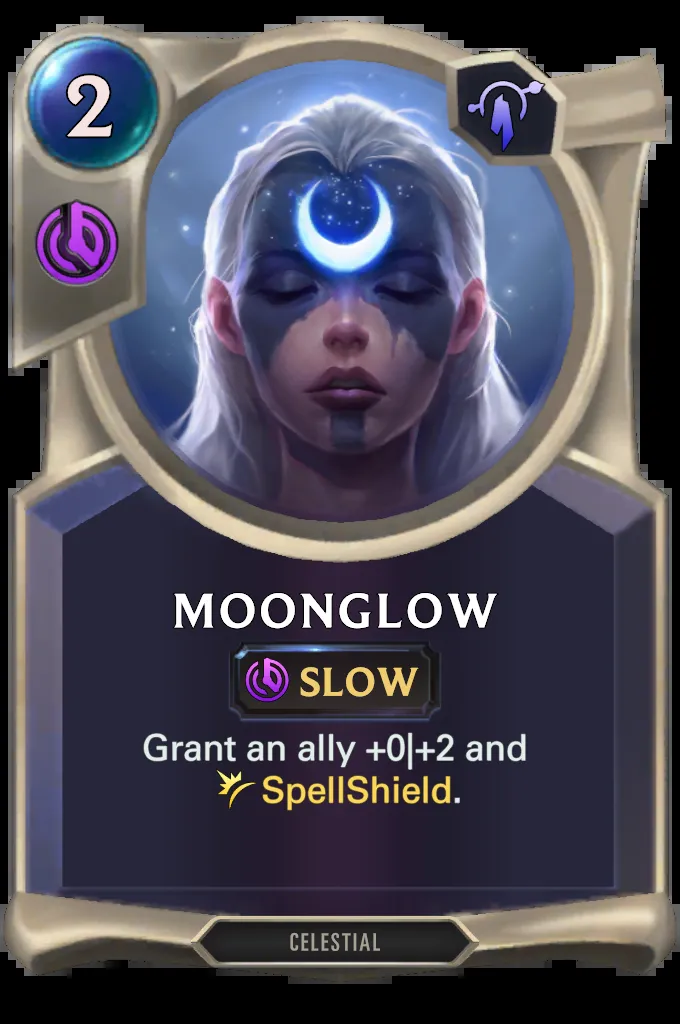 2
MOONGLOW
SLOW
Grant an ally +0|+2 and
SpellShield.
CELESTIAL